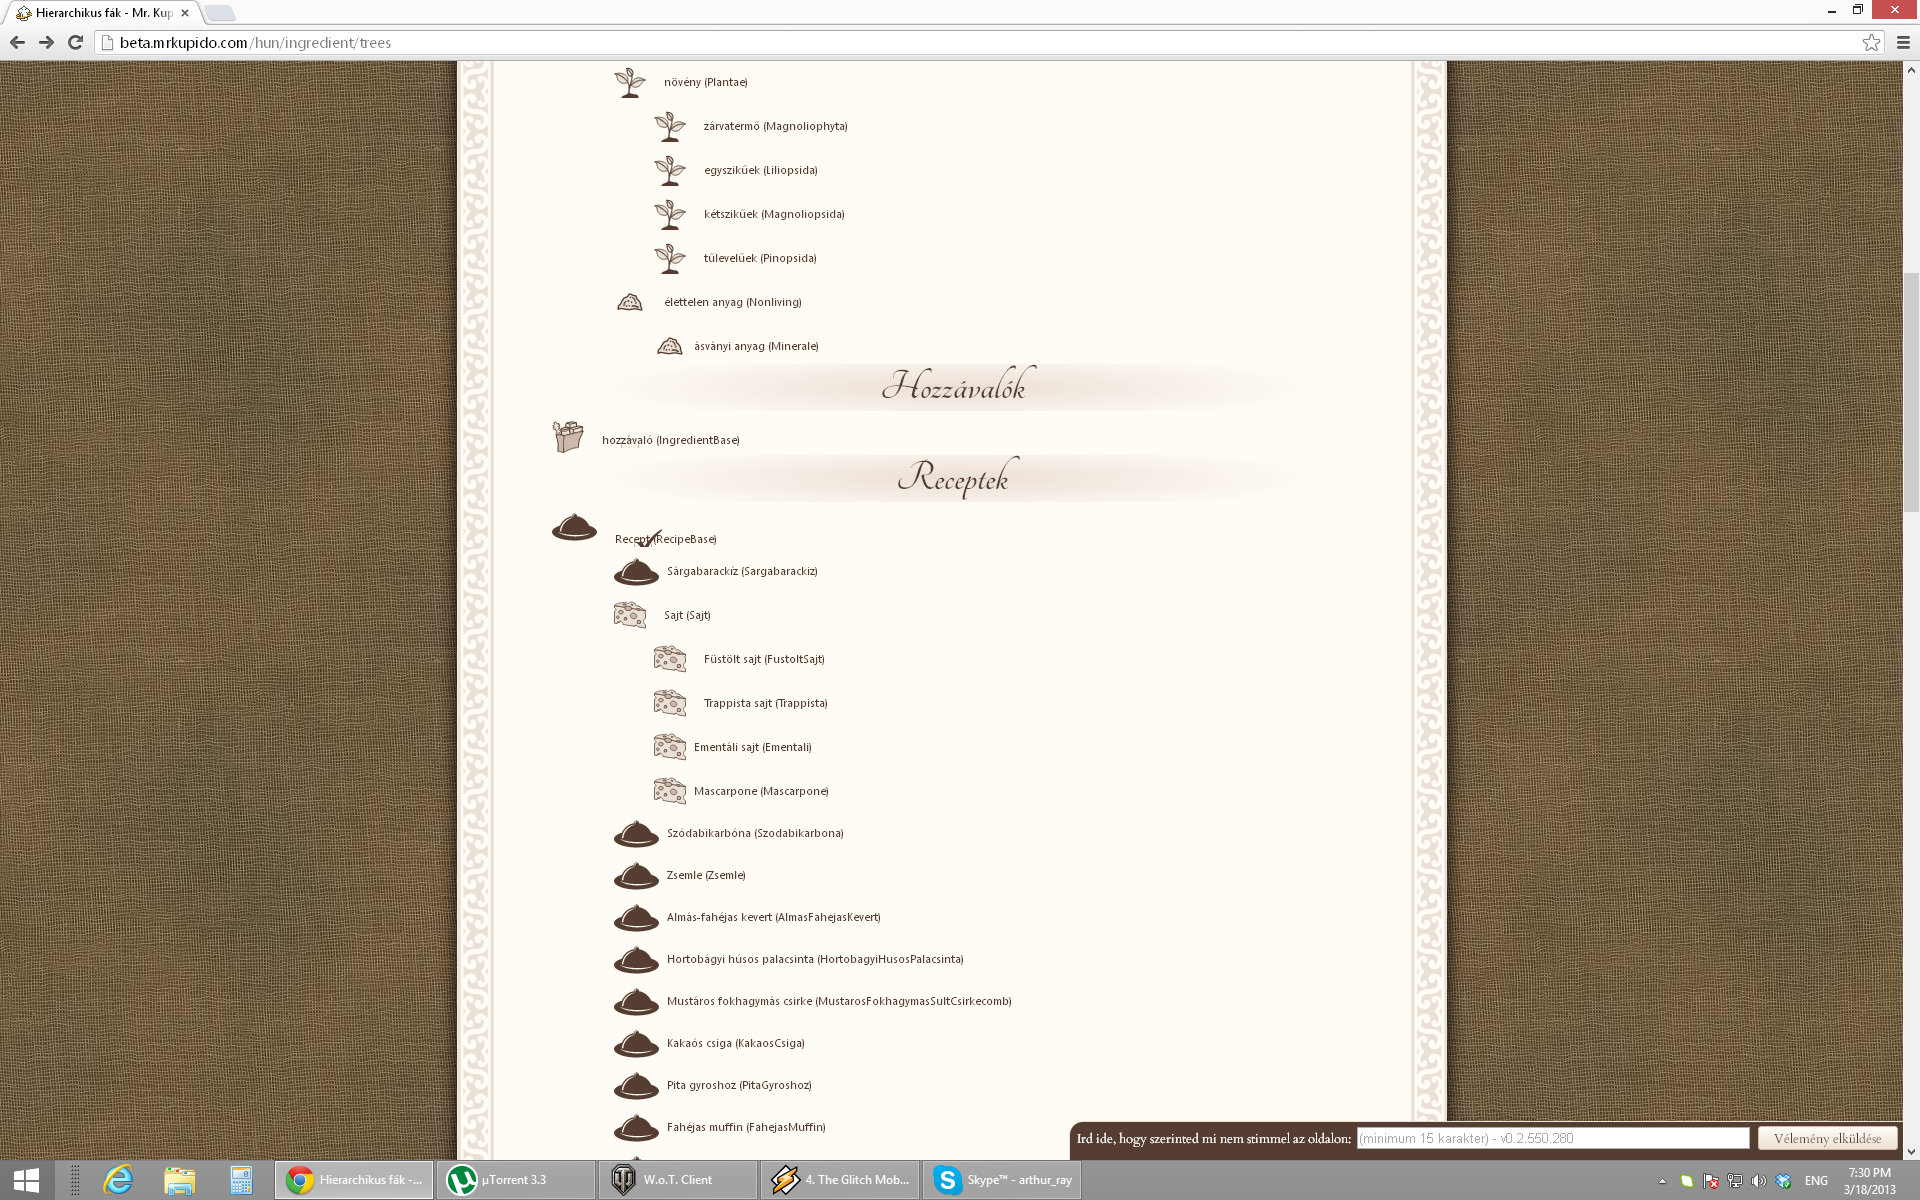 Hierarchikus fák - Mr. Kup
beta.mrkupido.com/hun/ingredient/trees
növény (Plantae)
zárvatermő (Magnoliophyta)
egyszikűek (Liliopsida)
kétszikűek (Magnoliopsida)
tűlevelűek (Pinopsida)
élettelen anyag (Nonliving)
ásványi anyag (Minerale)
Hozzávalók
hozzávaló (IngredientBase)
Receptek
Recept (RecipeBase)
Sárgabarackíz (Sargabarackiz)
Sajt (Sajt)
Füstölt sajt (FustoltSajt)
Trappista sajt (Trappista)
Ementáli sajt (Ementali)
Mascarpone (Mascarpone)
Szódabikarbóna (Szodabikarbona)
Zsemle (Zsemle)
Almás-fahéjas kevert (AlmasFahejasKevert)
Hortobágyi húsos palacsinta (HortobagyiHusosPalacsinta)
Mustáros fokhagymás csirke (MustarosFokhagymasSultCsirkecomb)
Kakaós csiga (KakaosCsiga)
Pita gyroshoz (PitaGyroshoz)
Fahéjas muffin (FahejasMuffin)
Ird ide, hogy szerinted mi nem stimmel az oldalon: (minimum 15 karakter) - v0.2.550.280 Vélemény elküldése
Hierarchikus fák -... µTorrent 3.3 W.o.T. Client 4. The Glitch Mob... Skype™ - arthur_ray ENG 7:30 PM
3/18/2013